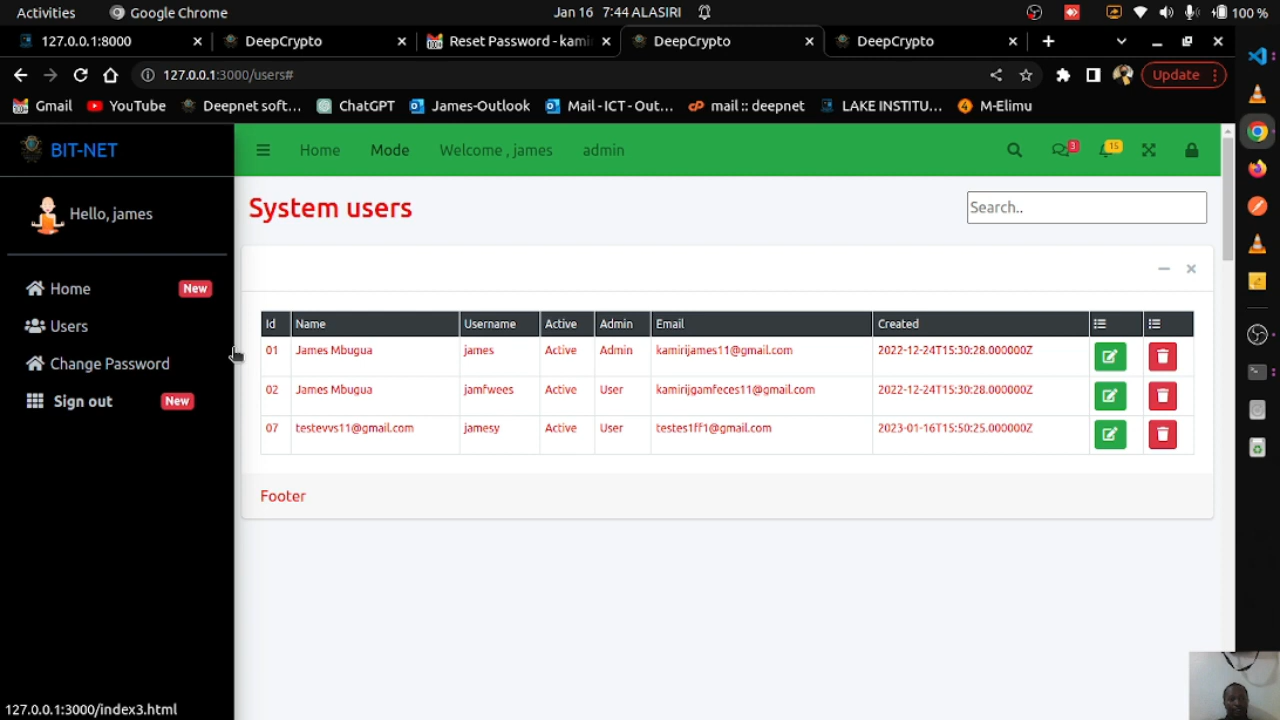 Activities Google Chrome Jan 16 7:44 ALASIRI 100 %
127.0.0.1:8000 DeepCrypto Reset Password - kami DeepCrypto DeepCrypto
127.0.0.1:3000/users# Update
Gmail YouTube Deepnet soft... ChatGPT James-Outlook Mail - ICT - Out... mail :: deepnet LAKE INSTITU... M-Elimu
BIT-NET Home Mode Welcome , james admin 3 15
Hello, james
System users Search..
Home New
Users
Change Password
Sign out New
Id Name Username Active Admin Email Created
01 James Mbugua james Active Admin kamirijames11@gmail.com 2022-12-24T15:30:28.000000Z
02 James Mbugua jamfwees Active User kamirijgamfeces11@gmail.com 2022-12-24T15:30:28.000000Z
07 testevvs11@gmail.com jamesy Active User testes1ff1@gmail.com 2023-01-16T15:50:25.000000Z
Footer
127.0.0.1:3000/index3.html